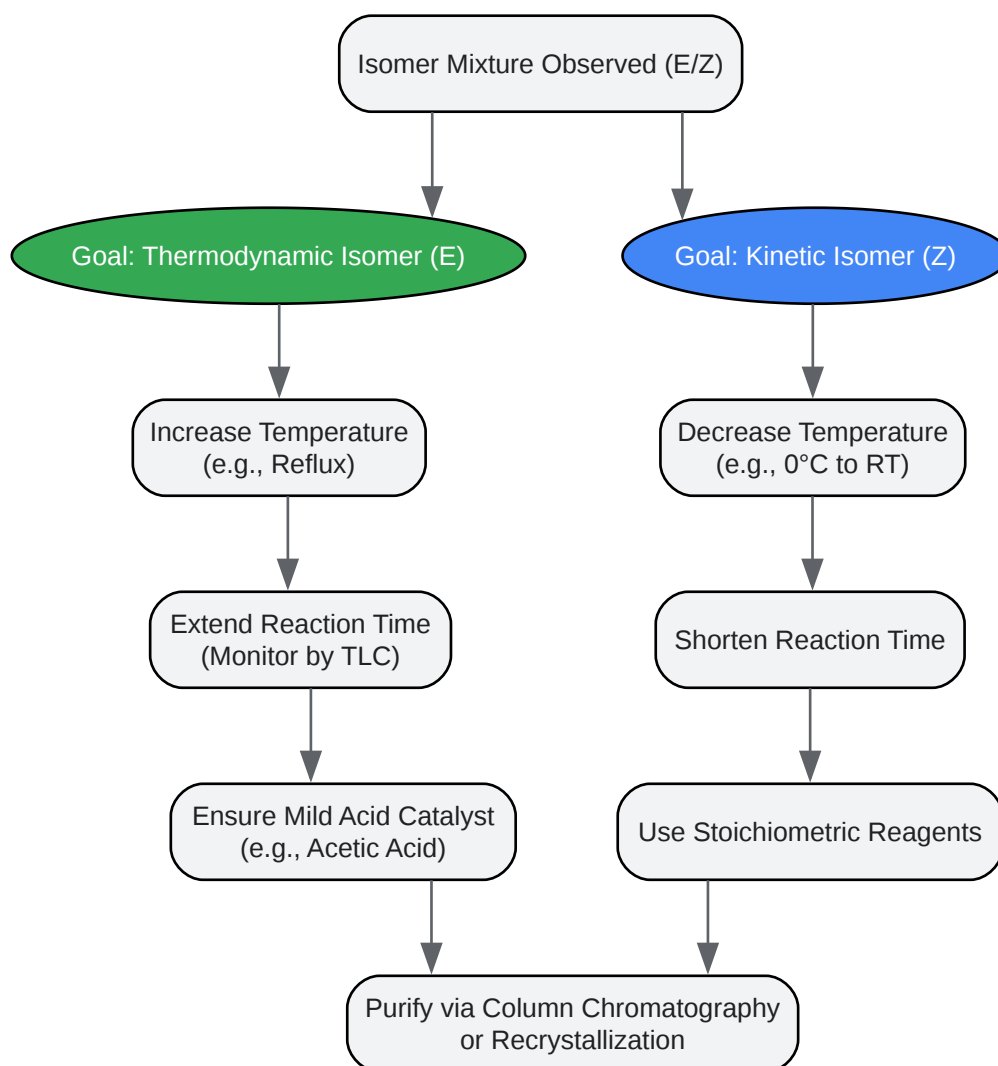 Isomer Mixture Observed (E/Z)
Goal: Thermodynamic Isomer (E)
Goal: Kinetic Isomer (Z)
Increase Temperature
(e.g., Reflux)
Decrease Temperature
(e.g., 0°C to RT)
Extend Reaction Time
(Monitor by TLC)
Shorten Reaction Time
Ensure Mild Acid Catalyst
(e.g., Acetic Acid)
Use Stoichiometric Reagents
Purify via Column Chromatography
or Recrystallization